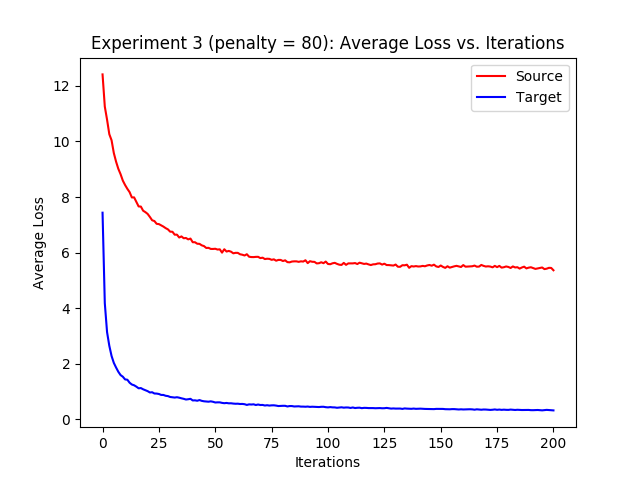 Experiment 3 (penalty = 80): Average Loss vs. Iterations
Source
Target
Average Loss
12
10
8
6
4
2
0
0 25 50 75 100 125 150 175 200
Iterations